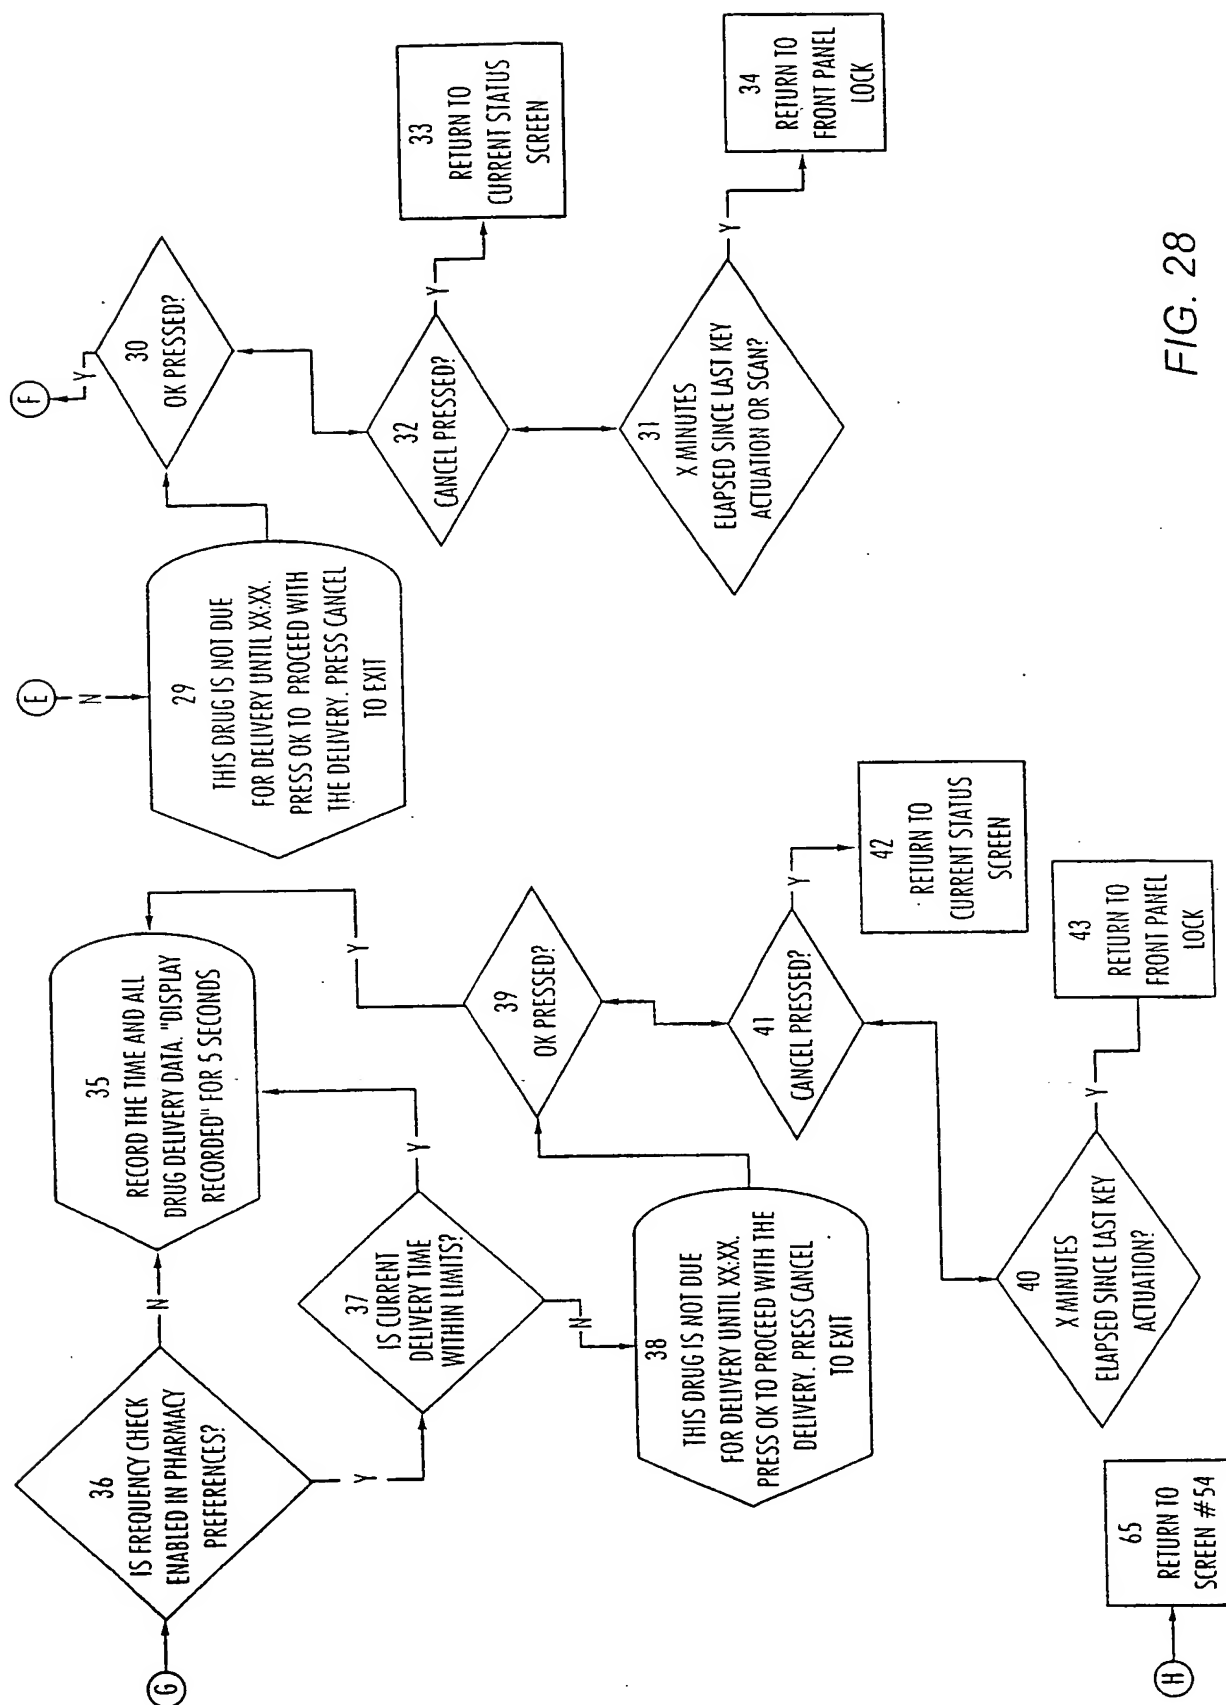 G
36
IS FREQUENCY CHECK
ENABLED IN PHARMACY
PREFERENCES?
N
Y
35
RECORD THE TIME AND ALL
DRUG DELIVERY DATA. "DISPLAY
RECORDED" FOR 5 SECONDS
37
IS CURRENT
DELIVERY TIME
WITHIN LIMITS?
Y
N
38
THIS DRUG IS NOT DUE
FOR DELIVERY UNTIL XX:XX.
PRESS OK TO PROCEED WITH THE
DELIVERY. PRESS CANCEL
TO EXIT
39
OK PRESSED?
Y
41
CANCEL PRESSED?
Y
42
RETURN TO
CURRENT STATUS
SCREEN
40
X MINUTES
ELAPSED SINCE LAST KEY
ACTUATION?
Y
43
RETURN TO
FRONT PANEL
LOCK
H
65
RETURN TO
SCREEN #54
E
N
29
THIS DRUG IS NOT DUE
FOR DELIVERY UNTIL XX:XX.
PRESS OK TO PROCEED WITH
THE DELIVERY. PRESS CANCEL
TO EXIT
F
Y
30
OK PRESSED?
32
CANCEL PRESSED?
Y
33
RETURN TO
CURRENT STATUS
SCREEN
31
X MINUTES
ELAPSED SINCE LAST KEY
ACTUATION OR SCAN?
Y
34
RETURN TO
FRONT PANEL
LOCK
FIG. 28